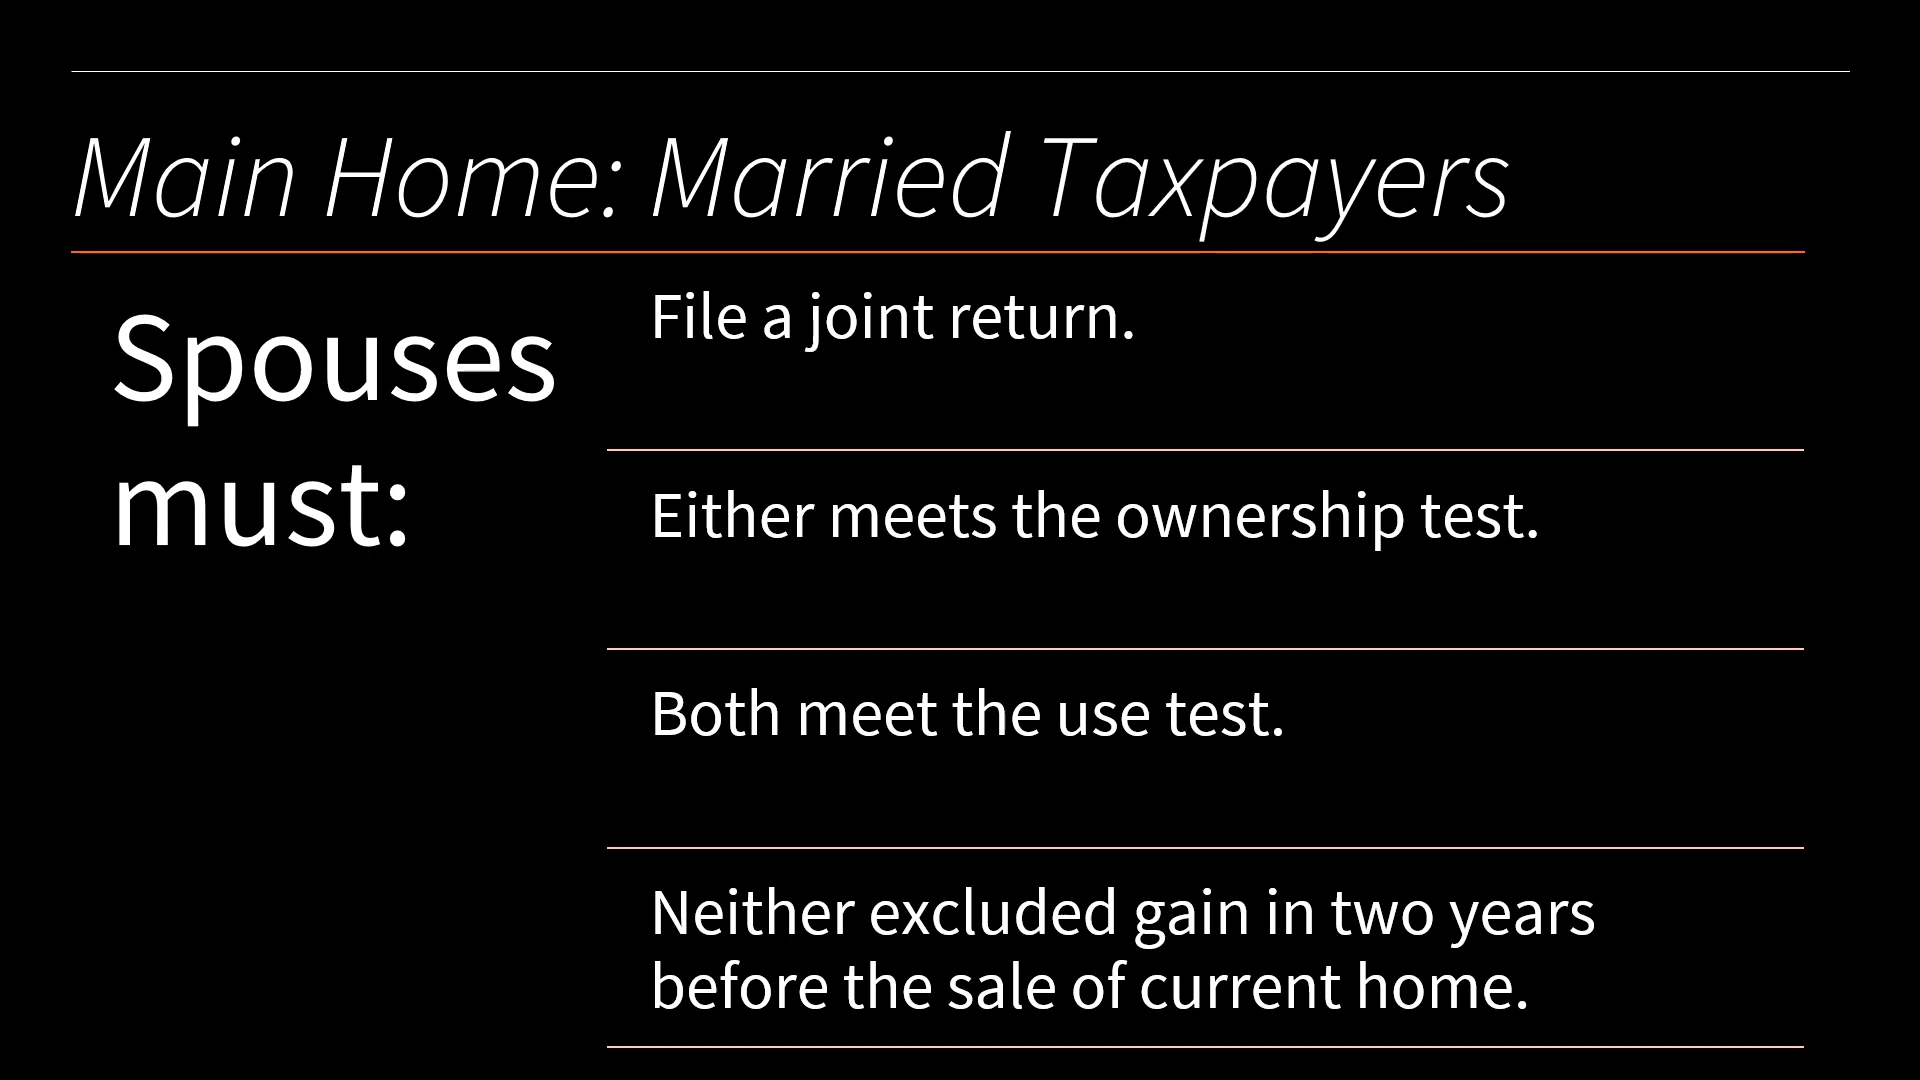 Main Home: Married Taxpayers
Spouses
must:
File a joint return.
Either meets the ownership test.
Both meet the use test.
Neither excluded gain in two years
before the sale of current home.